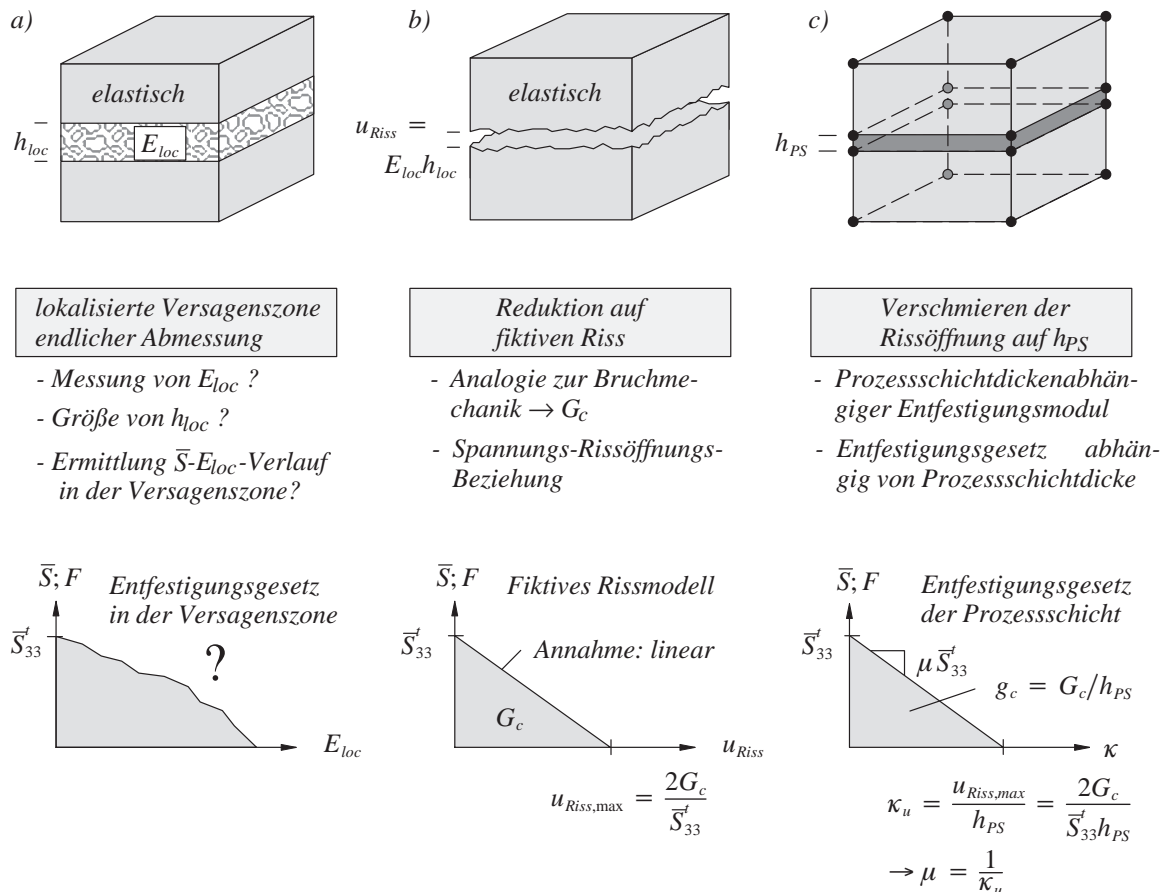 a)
elastisch
h_loc
E_loc
lokalisierte Versagenszone
endlicher Abmessung
- Messung von E_loc ?
- Größe von h_loc ?
- Ermittlung S̅-E_loc-Verlauf
in der Versagenszone?
S̅; F
Entfestigungsgesetz
in der Versagenszone
S̅^t_33
?
E_loc
b)
elastisch
u_Riss =
E_loc h_loc
Reduktion auf
fiktiven Riss
- Analogie zur Bruchme-
chanik → G_c
- Spannungs-Rissöffnungs-
Beziehung
S̅; F
Fiktives Rissmodell
S̅^t_33
Annahme: linear
G_c
u_Riss
u_Riss,max = 2G_c / S̅^t_33
c)
h_PS
Verschmieren der
Rissöffnung auf h_PS
- Prozessschichtdickenabhän-
giger Entfestigungsmodul
- Entfestigungsgesetz abhän-
gig von Prozessschichtdicke
S̅; F
Entfestigungsgesetz
der Prozessschicht
S̅^t_33
μ S̅^t_33
g_c = G_c/h_PS
κ
κ_u = u_Riss,max / h_PS = 2G_c / S̅^t_33 h_PS
→ μ = 1 / κ_u